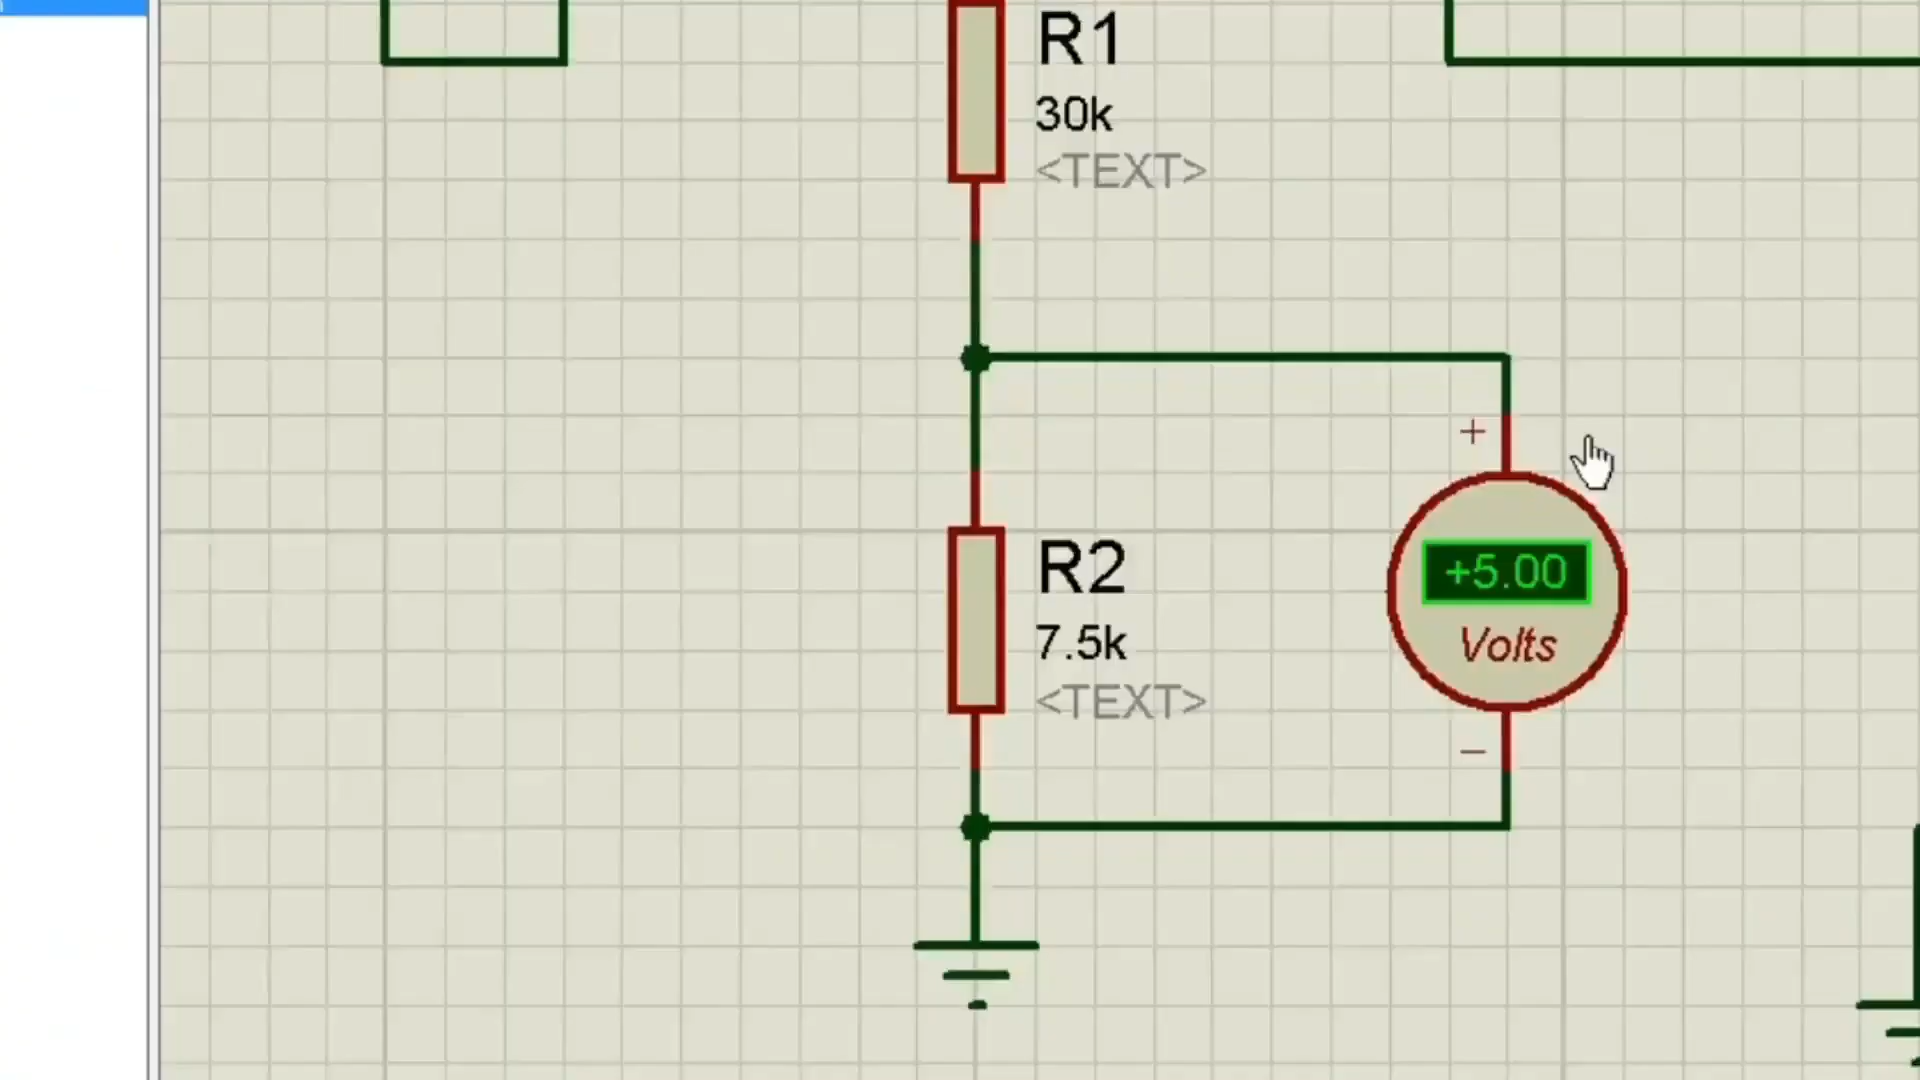 R1
30k
<TEXT>
+
R2
+5.00
7.5k
Volts
<TEXT>
−